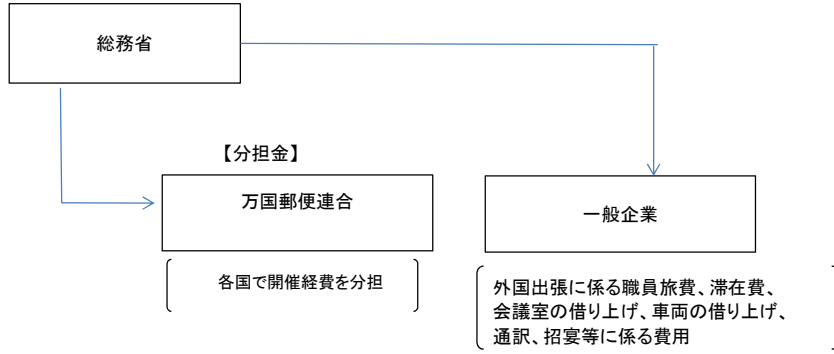 総務省
【分担金】
万国郵便連合
一般企業
各国で開催経費を分担
外国出張に係る職員旅費、滞在費、
会議室の借り上げ、車両の借り上げ、
通訳、招宴等に係る費用